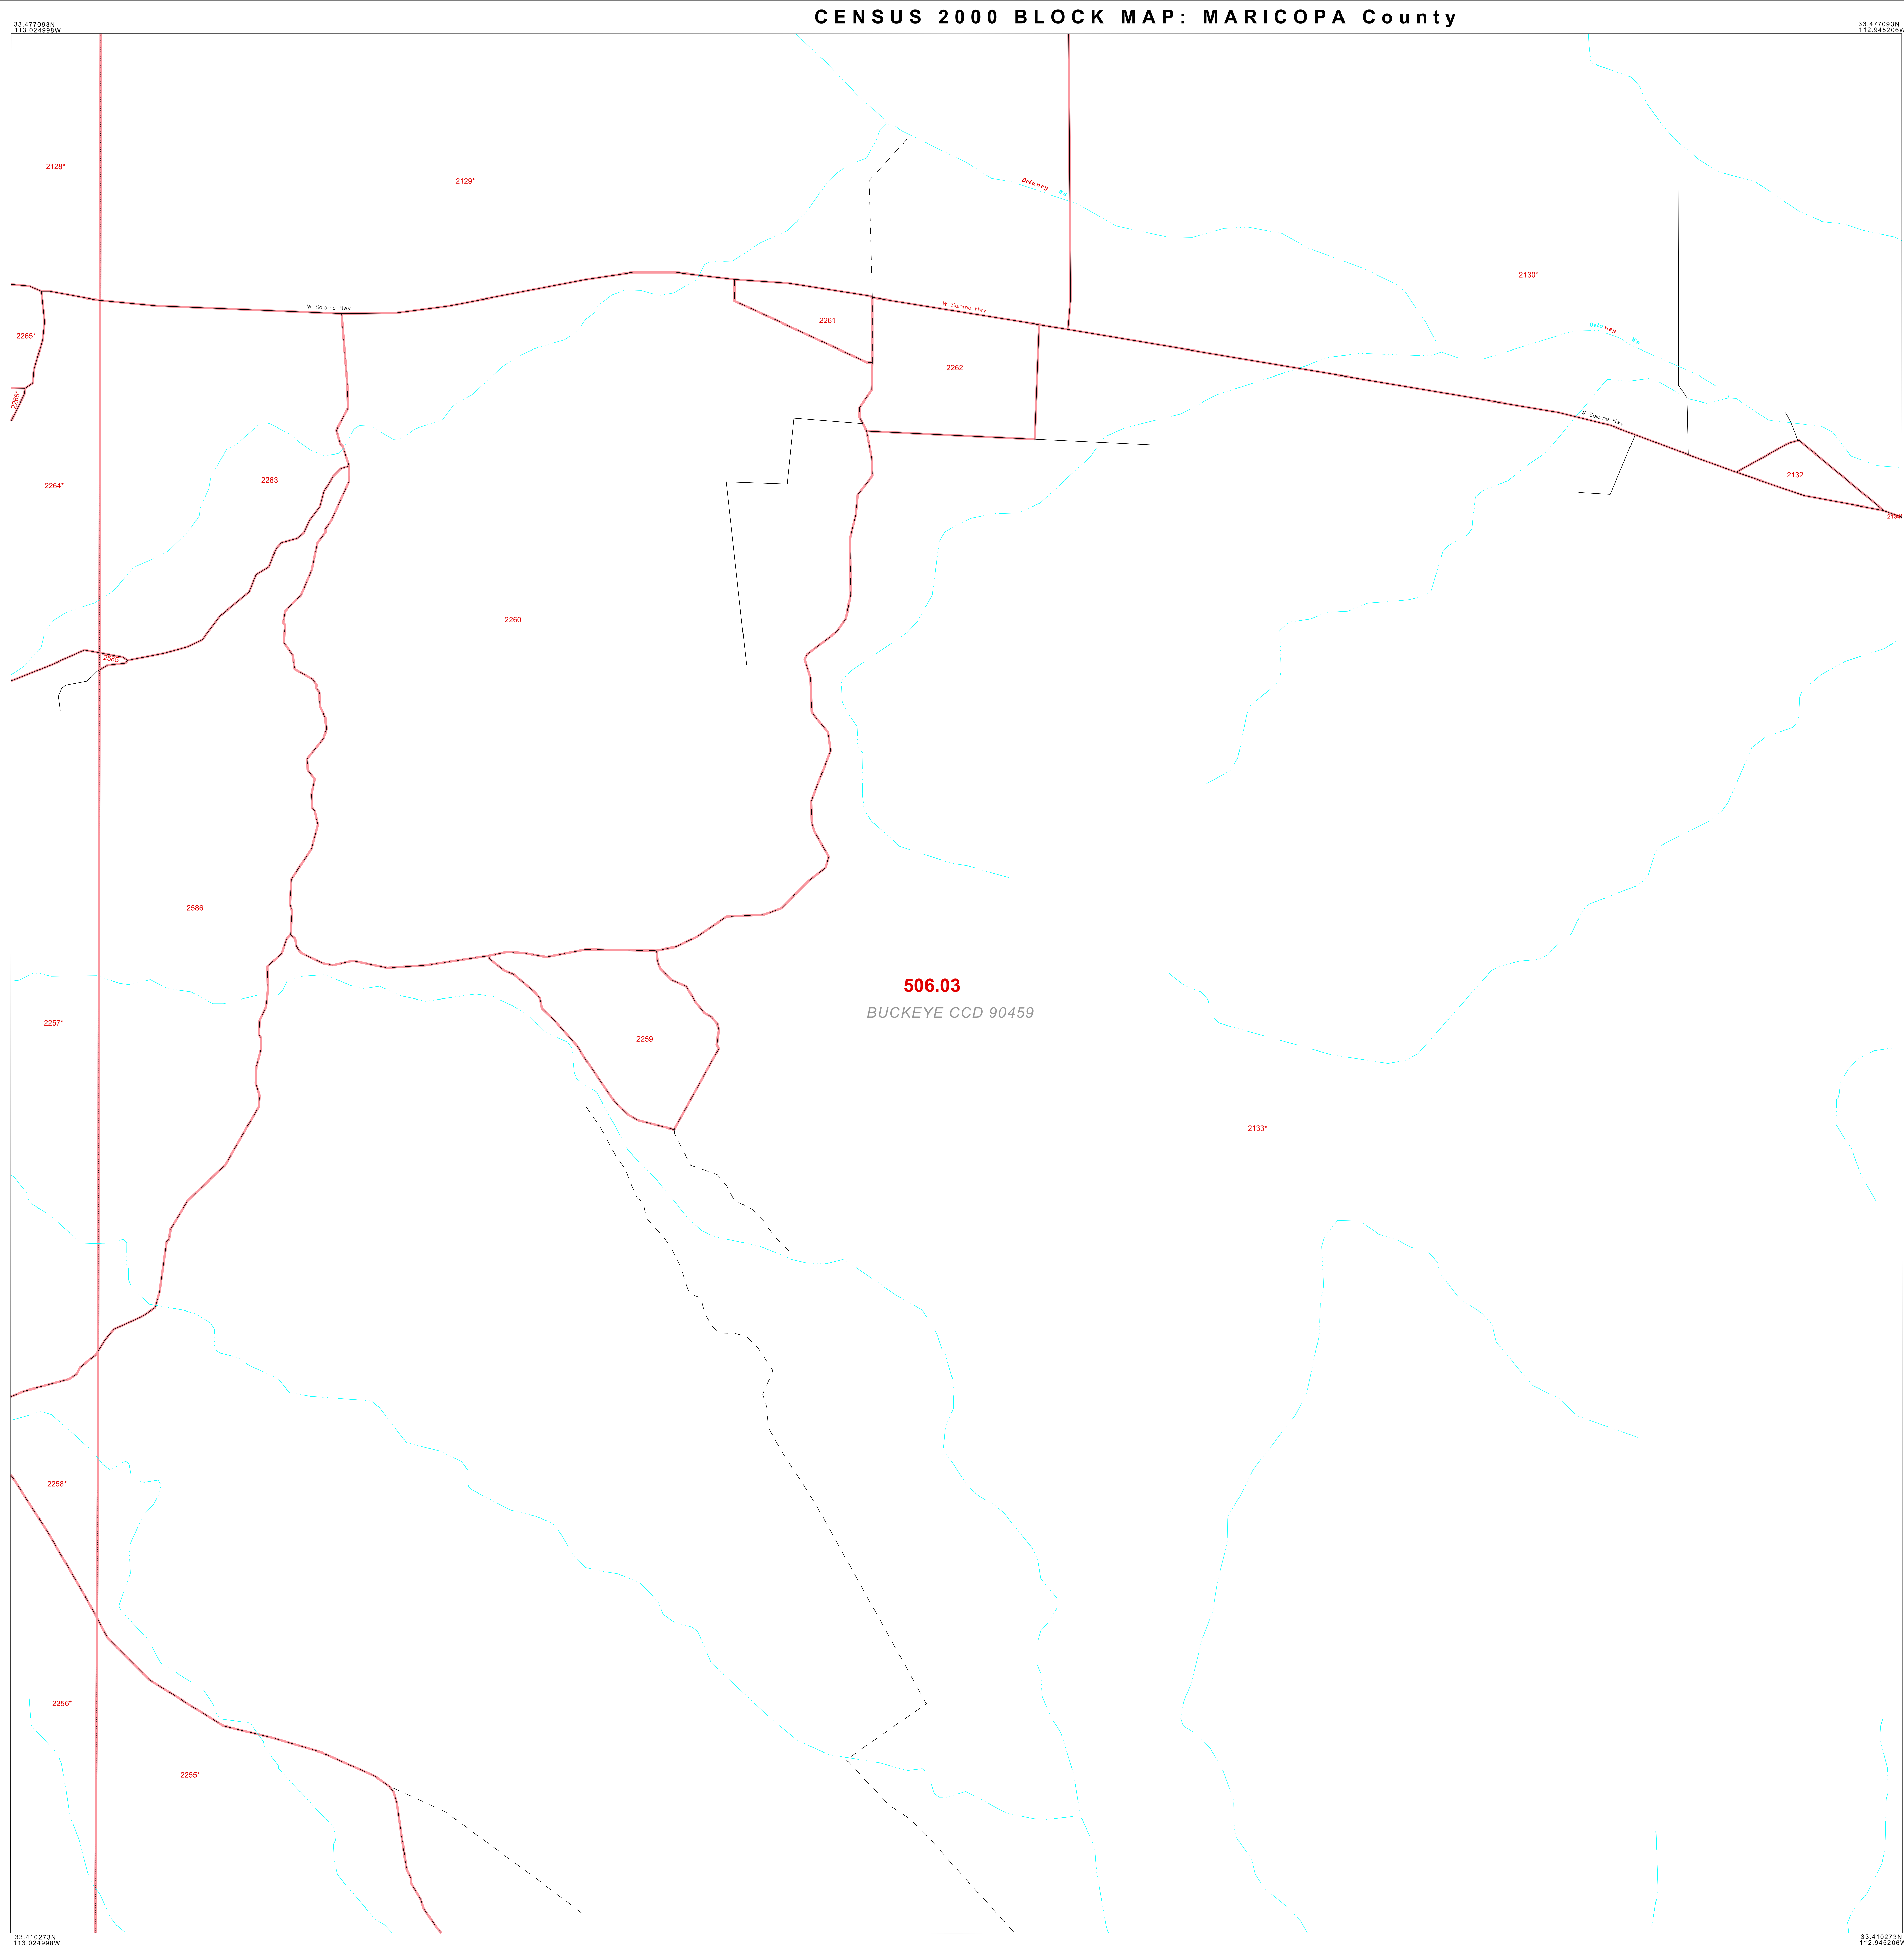 CENSUS 2000 BLOCK MAP: MARICOPA County
33.477093N
113.024998W
33.477093N
112.945206W
2128*
2129*
Delaney Wa
2130*
W Salome Hwy
W Salome Hwy
2265*
2261
Delaney Wa
2262
2266*
W Salome Hwy
2264*
2263
2132
2260
2585
2586
506.03
BUCKEYE CCD 90459
2257*
2259
2133*
2258*
2256*
2255*
33.410273N
113.024998W
33.410273N
112.945206W